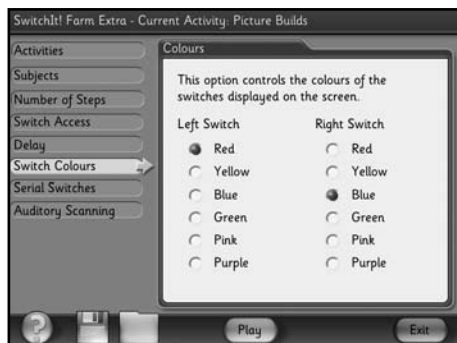 SwitchIt! Farm Extra - Current Activity: Picture Builds
Activities
Subjects
Number of Steps
Switch Access
Delay
Switch Colours
Serial Switches
Auditory Scanning
Colours
This option controls the colours of the
switches displayed on the screen.
Left Switch Right Switch
Red Red
Yellow Yellow
Blue Blue
Green Green
Pink Pink
Purple Purple
?
Play
Exit